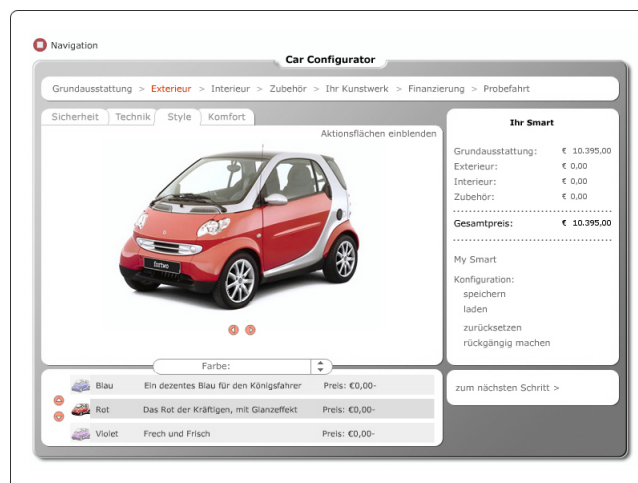 Navigation
Car Configurator
Grundausstattung > Exterieur > Interieur > Zubehör > Ihr Kunstwerk > Finanzierung > Probefahrt
Sicherheit Technik Style Komfort
Aktionsflächen einblenden
fortwo
Farbe:
Blau Ein dezentes Blau für den Königsfahrer Preis: €0,00-
Rot Das Rot der Kräftigen, mit Glanzeffekt Preis: €0,00-
Violet Frech und Frisch Preis: €0,00-
Ihr Smart
Grundausstattung: € 10.395,00
Exterieur: € 0,00
Interieur: € 0,00
Zubehör: € 0,00
Gesamtpreis: € 10.395,00
My Smart
Konfiguration:
speichern
laden
zurücksetzen
rückgängig machen
zum nächsten Schritt >